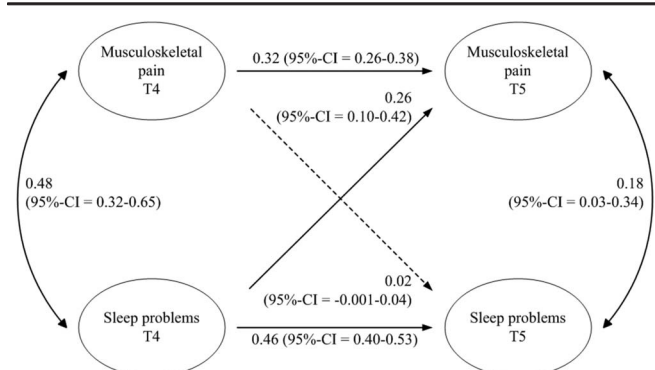 Musculoskeletal
pain
T4
0.32 (95%-CI = 0.26-0.38)
Musculoskeletal
pain
T5
0.26
(95%-CI = 0.10-0.42)
0.48
(95%-CI = 0.32-0.65)
0.18
(95%-CI = 0.03-0.34)
0.02
(95%-CI = -0.001-0.04)
Sleep problems
T4
0.46 (95%-CI = 0.40-0.53)
Sleep problems
T5